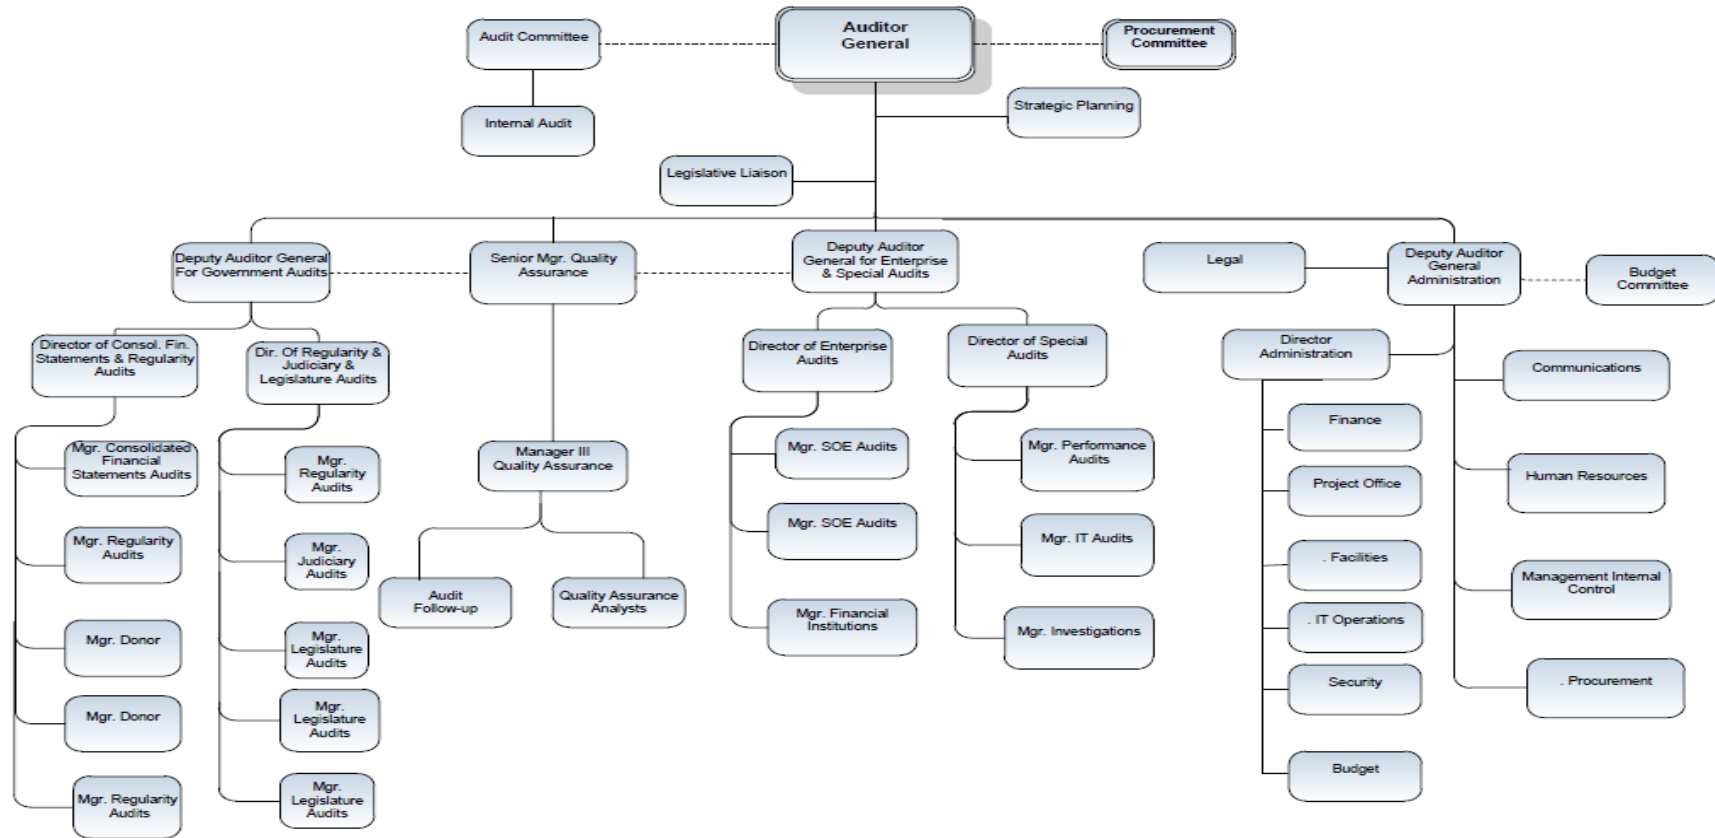 Auditor
General
Audit Committee
Procurement
Committee
Internal Audit
Strategic Planning
Legislative Liaison
Deputy Auditor General
For Government Audits
Senior Mgr. Quality
Assurance
Deputy Auditor
General for Enterprise
& Special Audits
Legal
Deputy Auditor
General
Administration
Budget
Committee
Director of Consol. Fin.
Statements & Regularity
Audits
Dir. Of Regularity &
Judiciary &
Legislature Audits
Director of Enterprise
Audits
Director of Special
Audits
Director
Administration
Communications
Mgr. Consolidated
Financial
Statements Audits
Mgr. Regularity
Audits
Mgr. Donor
Mgr. Donor
Mgr. Regularity
Audits
Mgr.
Regularity
Audits
Mgr.
Judiciary
Audits
Mgr.
Legislature
Audits
Mgr.
Legislature
Audits
Mgr.
Legislature
Audits
Manager III
Quality Assurance
Audit
Follow-up
Quality Assurance
Analysts
Mgr. SOE Audits
Mgr. SOE Audits
Mgr. Financial
Institutions
Mgr. Performance
Audits
Mgr. IT Audits
Mgr. Investigations
Finance
Project Office
. Facilities
. IT Operations
Security
Budget
Human Resources
Management Internal
Control
. Procurement